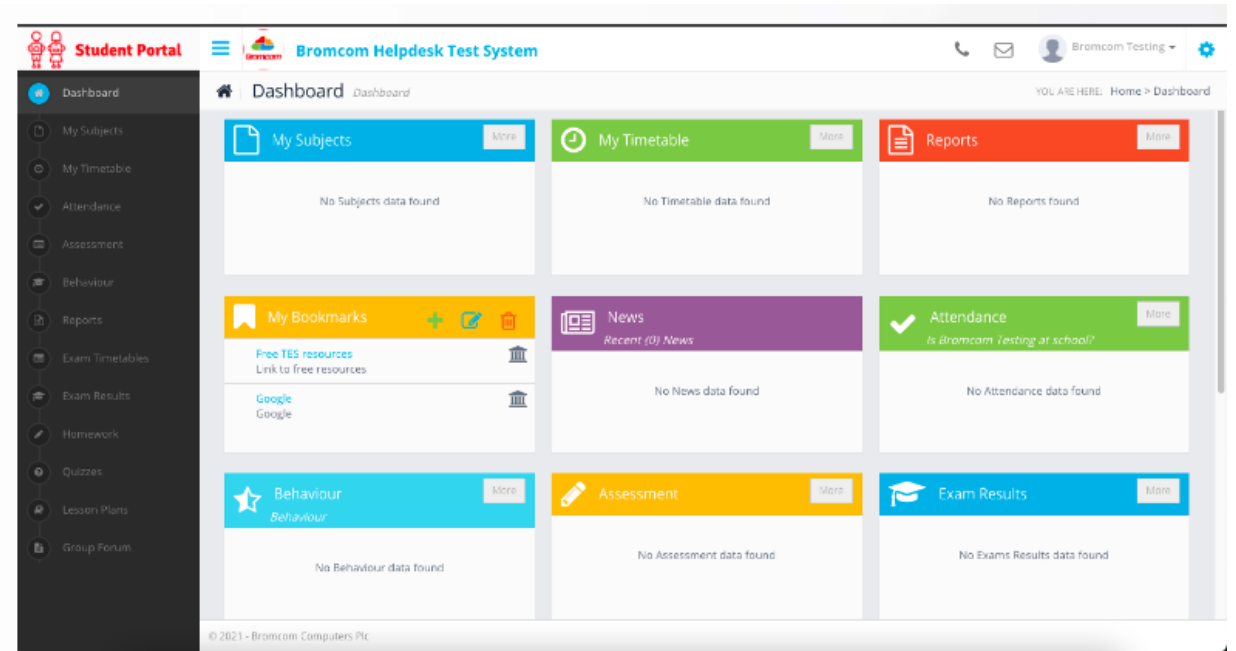 Student Portal
Bromcom Helpdesk Test System
Bromcom Testing
Dashboard
My Subjects
My Timetable
Attendance
Assessment
Behaviour
Reports
Exam Timetables
Exam Results
Homework
Quizzes
Lesson Plans
Group Forum
Dashboard Dashboard
YOU ARE HERE: Home > Dashboard
My Subjects More
No Subjects data found
My Timetable More
No Timetable data found
Reports More
No Reports found
My Bookmarks
Free TES resources
Link to free resources
Google
Google
News
Recent (0) News
No News data found
Attendance More
Is Bromcom Testing at school?
No Attendance data found
Behaviour More
Behaviour
No Behaviour data found
Assessment More
No Assessment data found
Exam Results More
No Exams Results data found
© 2021 - Bromcom Computers Plc